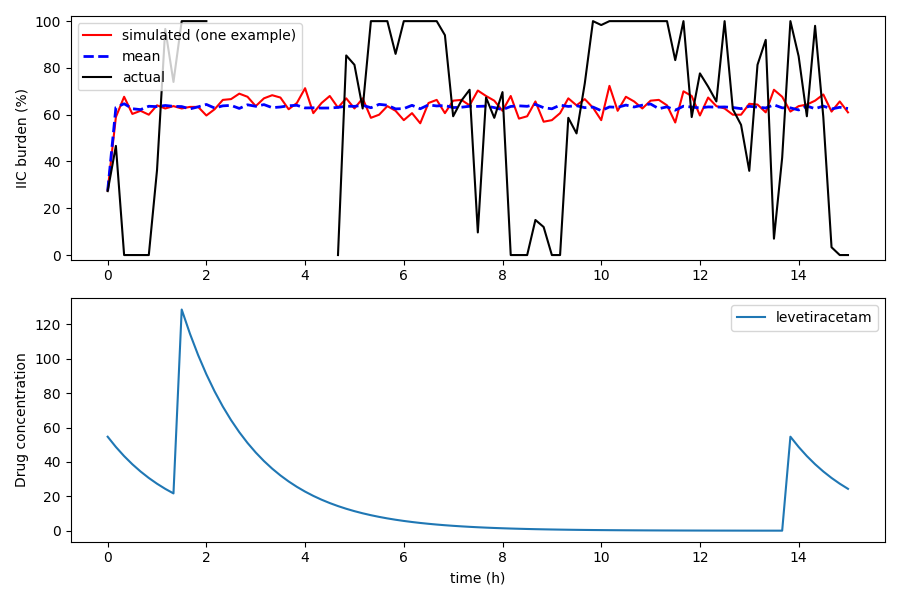 100
80
60
40
20
0
IIC burden (%)
simulated (one example)
mean
actual
0 2 4 6 8 10 12 14
120
100
80
60
40
20
0
Drug concentration
levetiracetam
0 2 4 6 8 10 12 14
time (h)